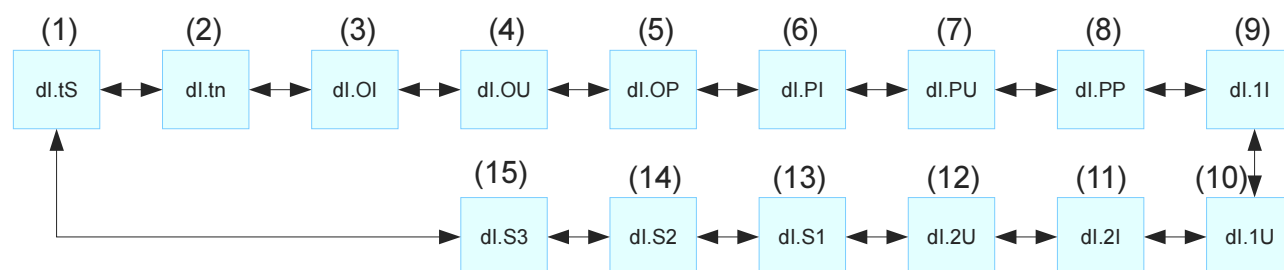 (1) (2) (3) (4) (5) (6) (7) (8) (9)
dI.tS dI.tn dI.OI dI.OU dI.OP dI.PI dI.PU dI.PP dI.1I
(15) (14) (13) (12) (11) (10)
dI.S3 dI.S2 dI.S1 dI.2U dI.2I dI.1U